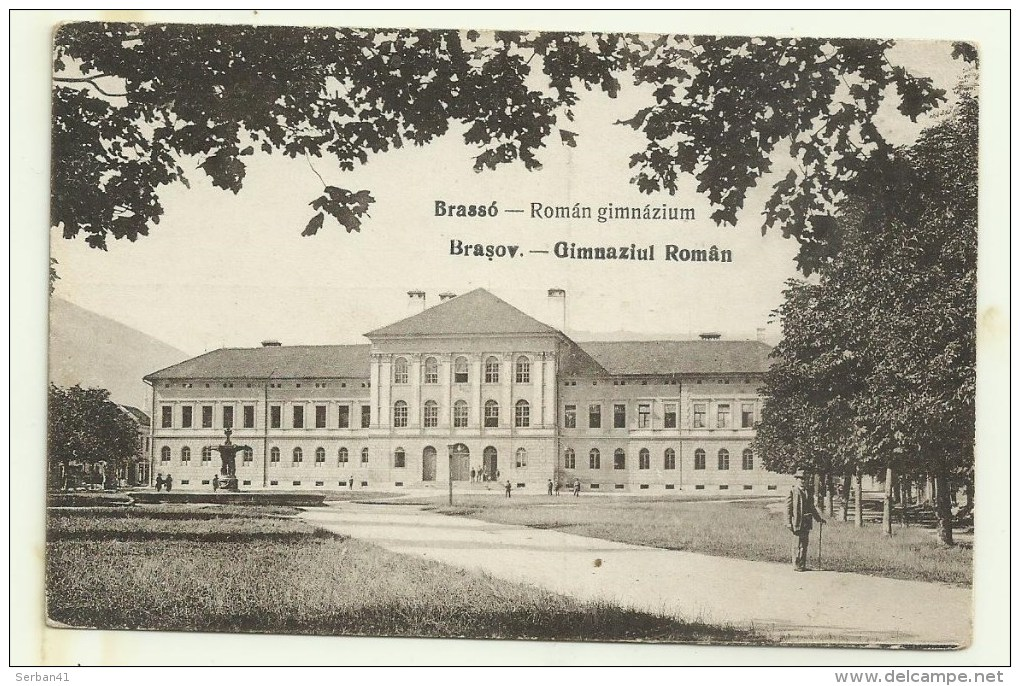 Brassó — Román gimnázium
Braşov. — Gimnaziul Român
Serban41
www.delcampe.net